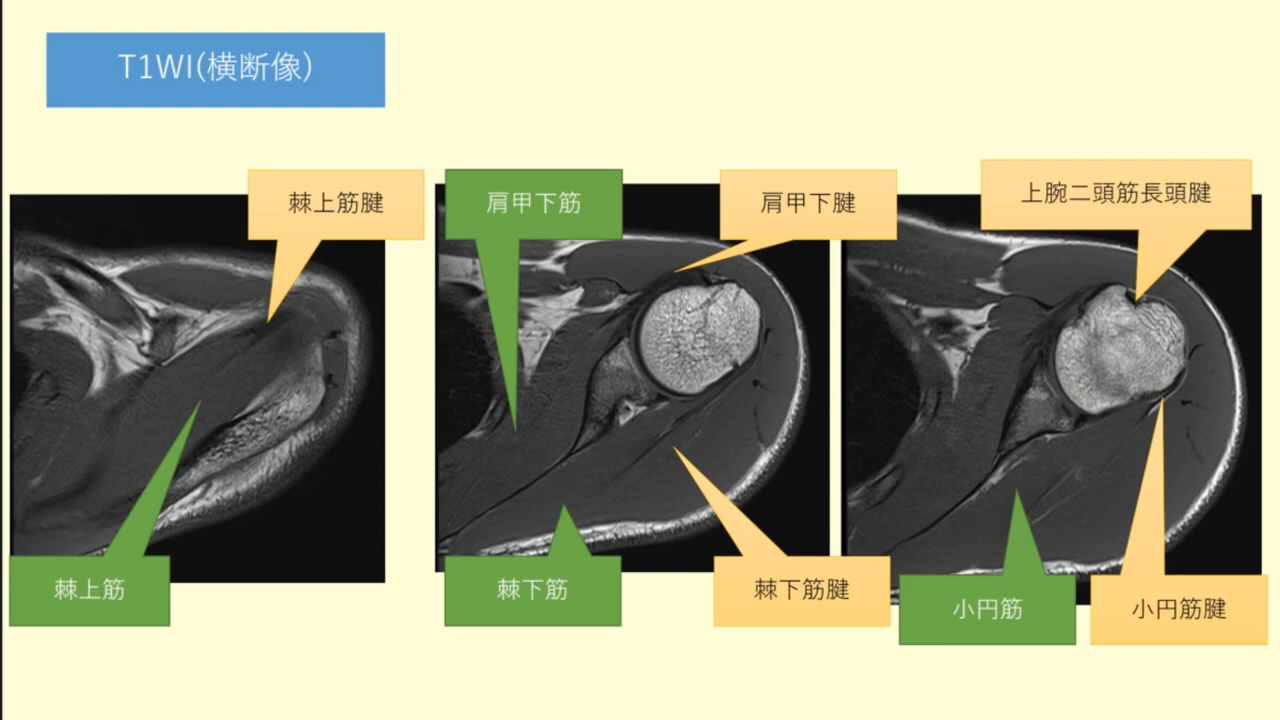 T1WI(横断像)
棘上筋腱
棘上筋
肩甲下筋
肩甲下腱
棘下筋
棘下筋腱
上腕二頭筋長頭腱
小円筋
小円筋腱